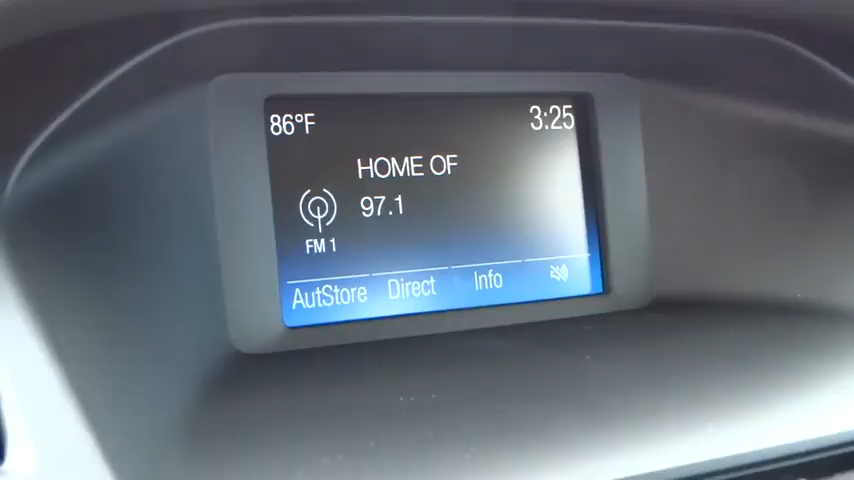 86°F 3:25
HOME OF
97.1
FM 1
AutStore Direct Info